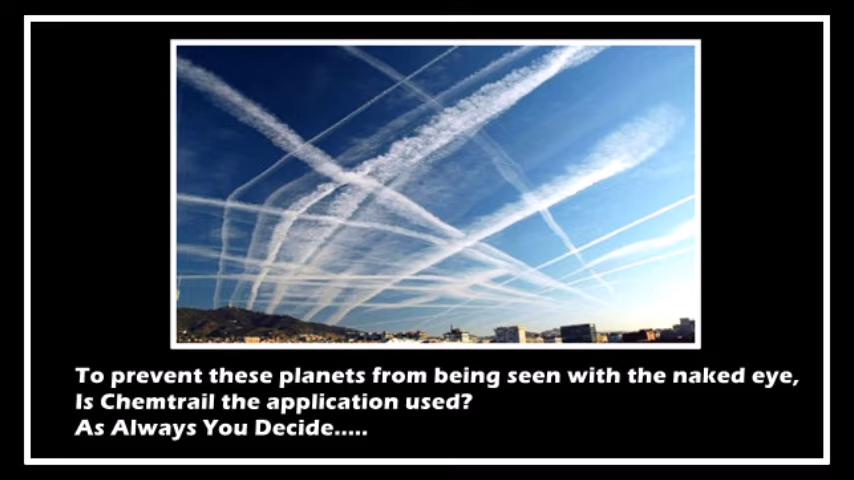 To prevent these planets from being seen with the naked eye,
Is Chemtrail the application used?
As Always You Decide.....